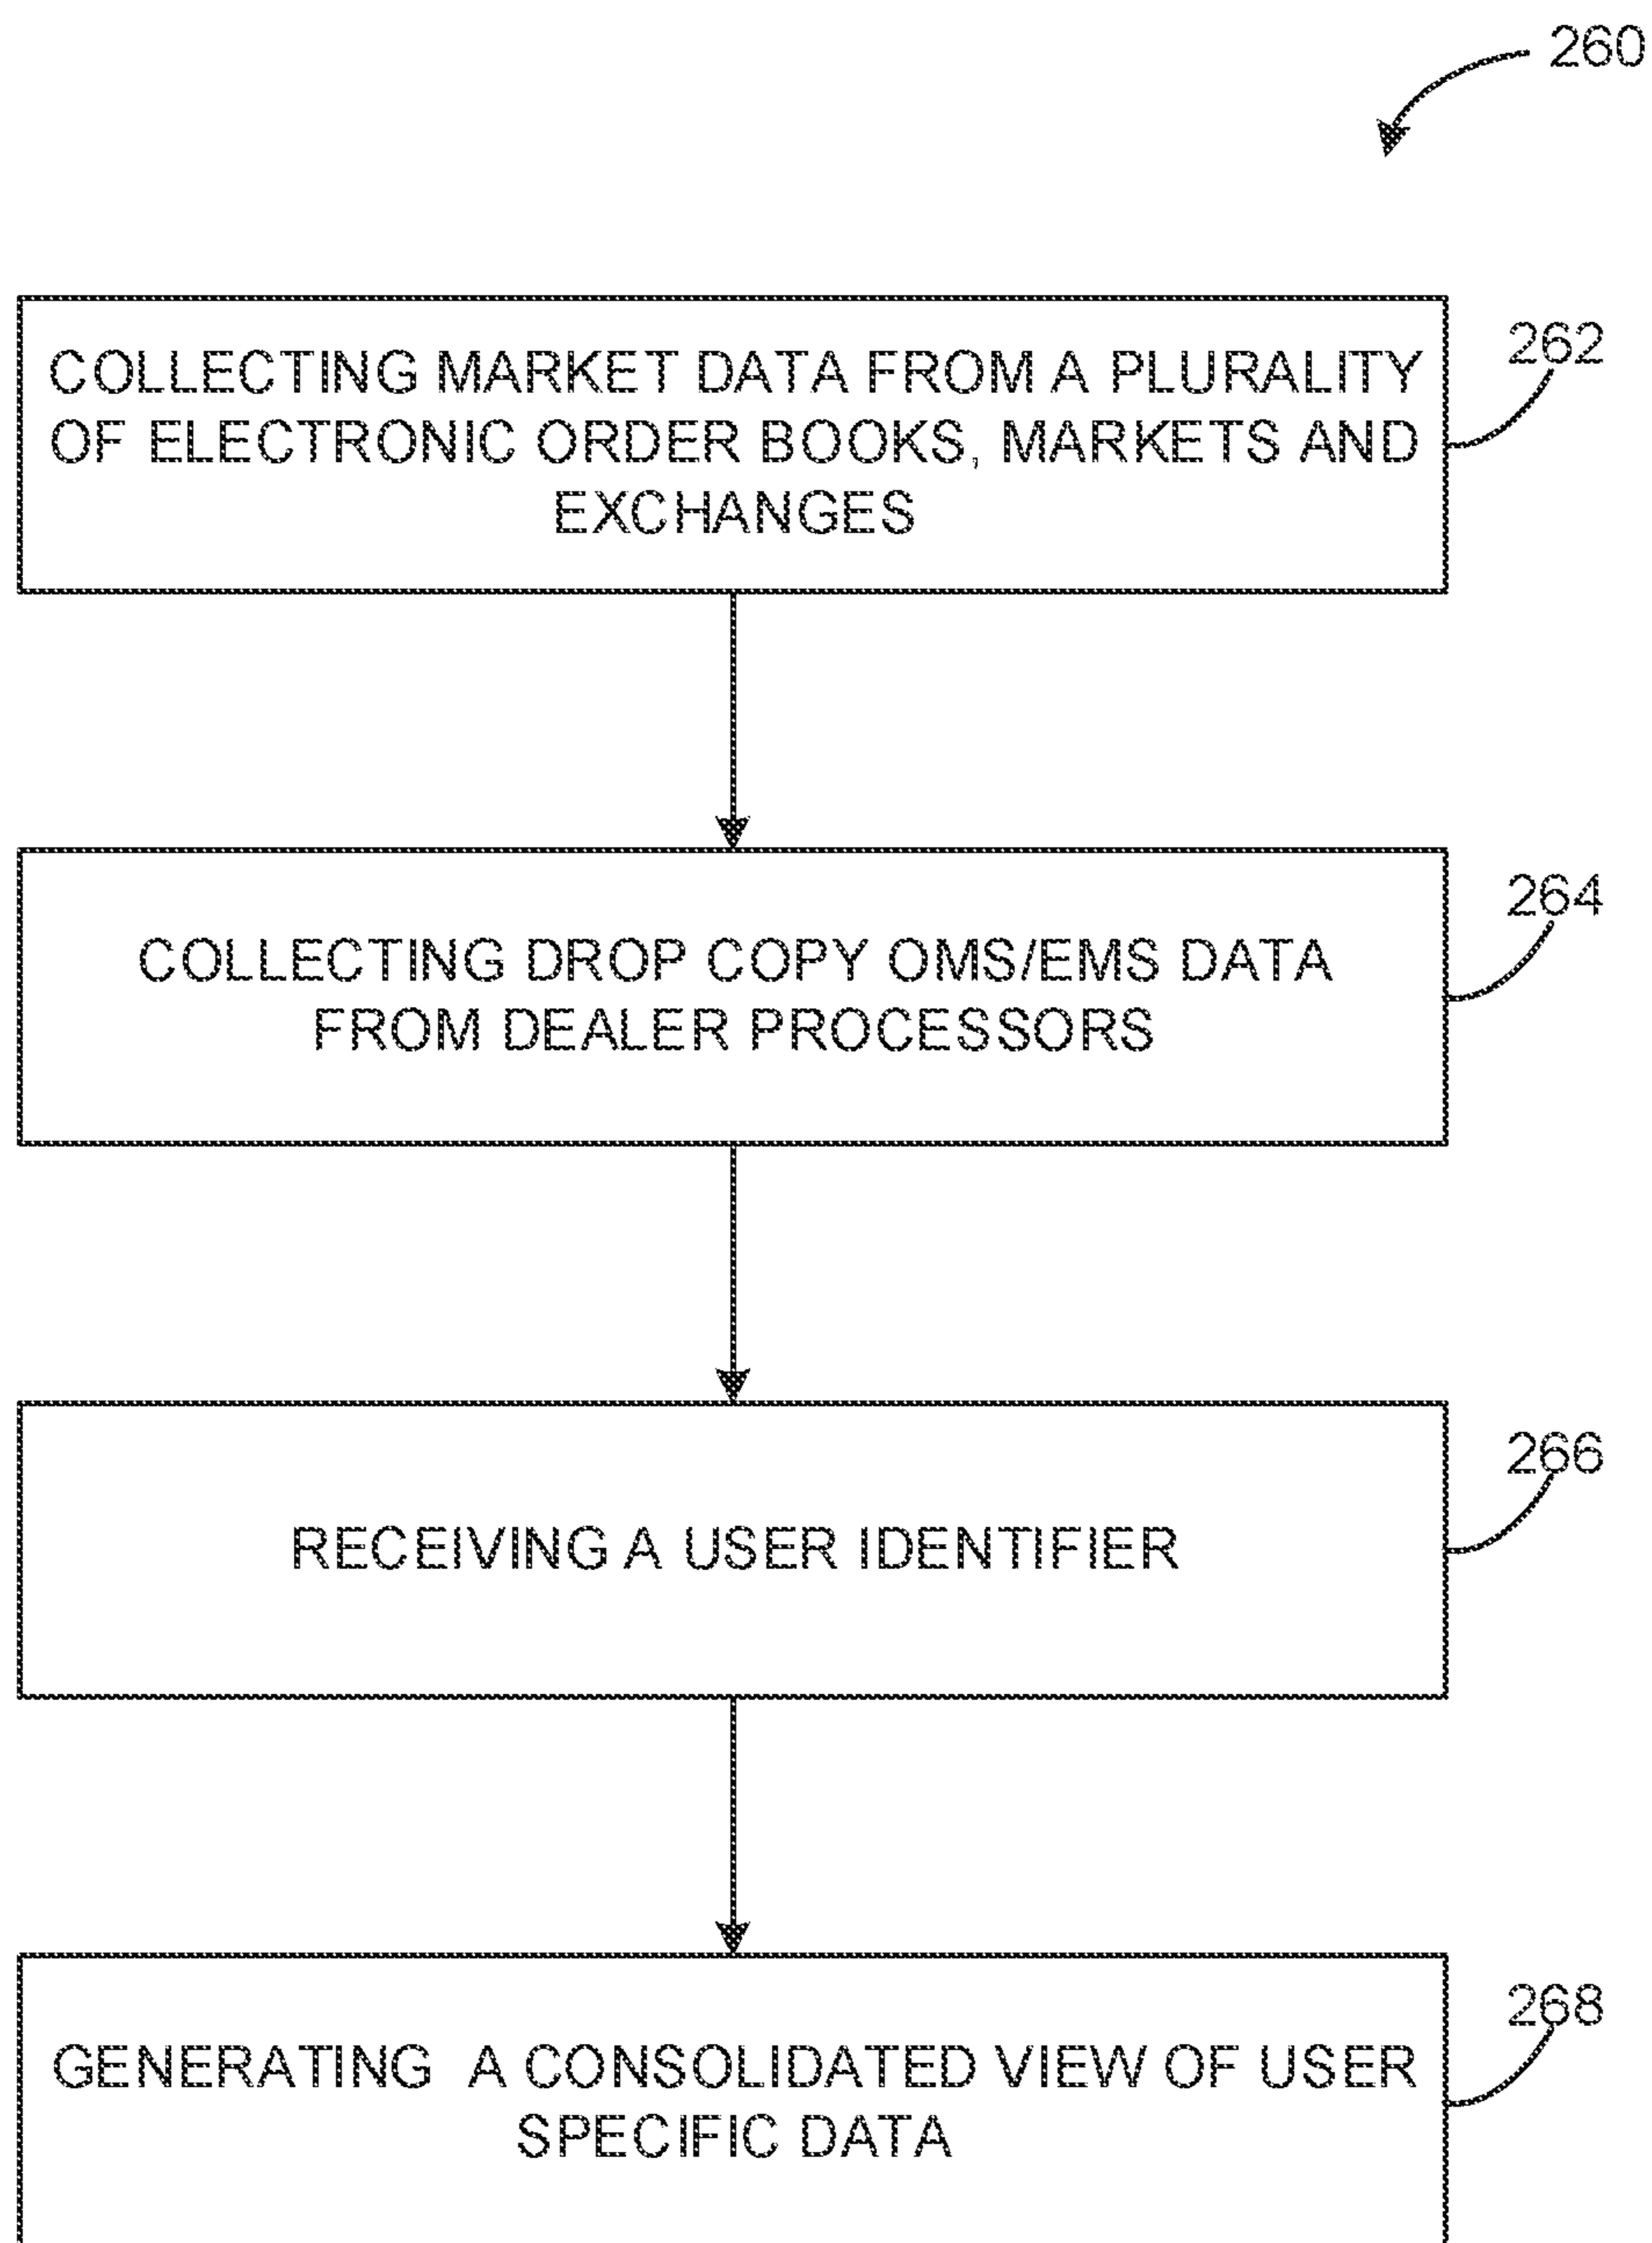 260
262
COLLECTING MARKET DATA FROM A PLURALITY
OF ELECTRONIC ORDER BOOKS, MARKETS AND
EXCHANGES
264
COLLECTING DROP COPY OMS/EMS DATA
FROM DEALER PROCESSORS
266
RECEIVING A USER IDENTIFIER
268
GENERATING A CONSOLIDATED VIEW OF USER
SPECIFIC DATA